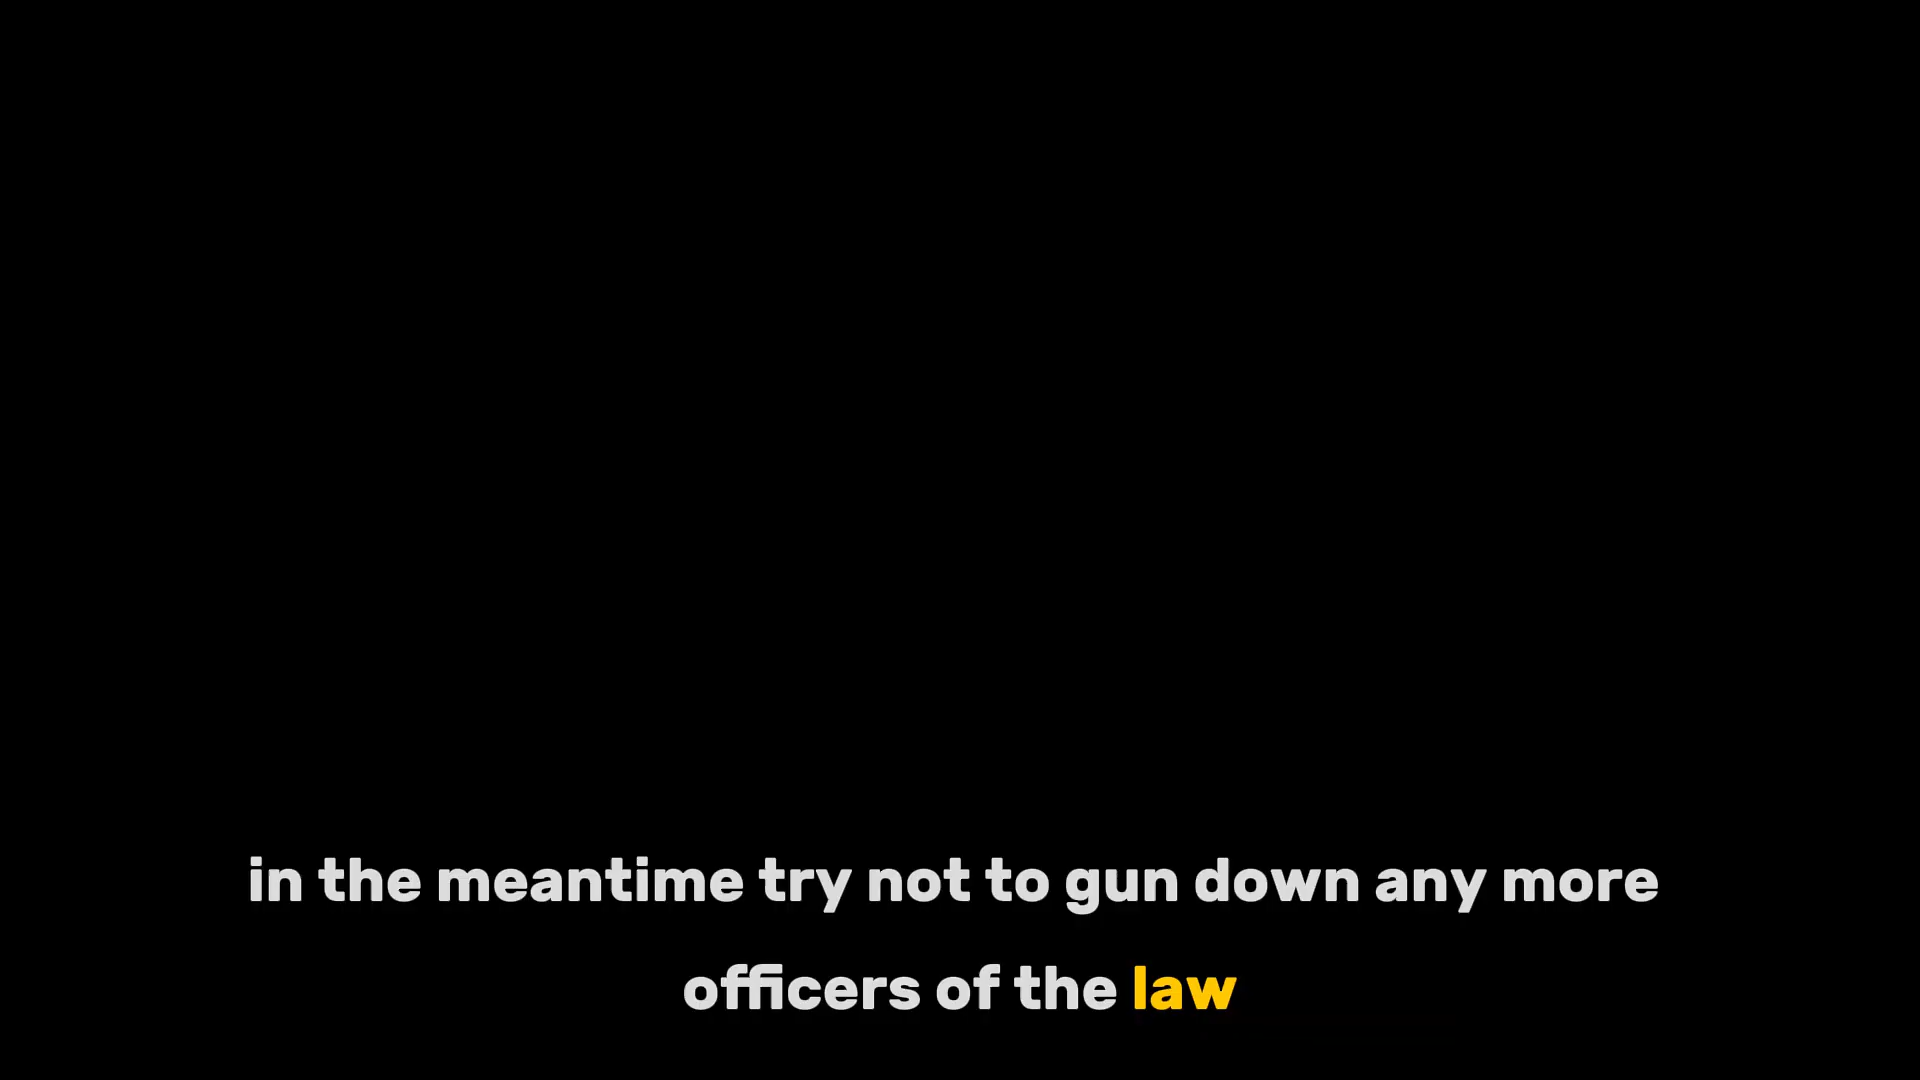 in the meantime try not to gun down any more
officers of the law